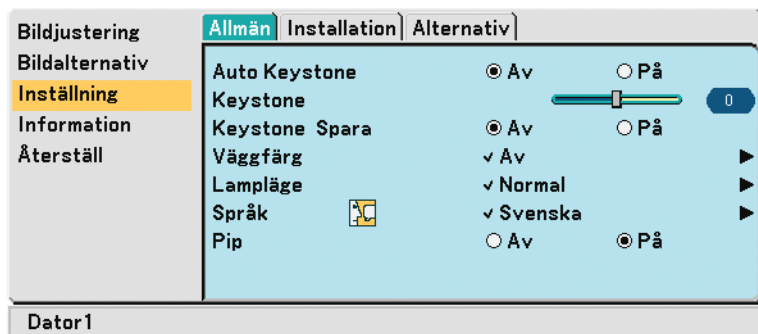 Bildjustering
Bildalternativ
Inställning
Information
Återställ
Allmän Installation Alternativ
Auto Keystone Av På
Keystone 0
Keystone Spara Av På
Väggfärg Av
Lampläge Normal
Språk Svenska
Pip Av På
Dator1